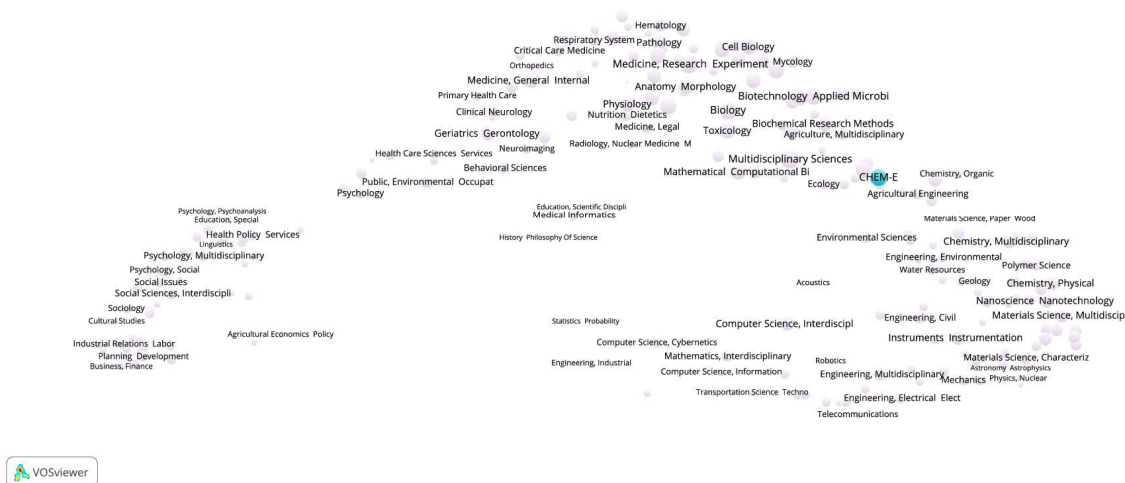 Hematology
Respiratory System
Pathology
Cell Biology
Critical Care Medicine
Orthopedics
Medicine, Research Experiment
Mycology
Medicine, General Internal
Anatomy Morphology
Primary Health Care
Biotechnology Applied Microbi
Physiology
Clinical Neurology
Nutrition Dietetics
Biology
Medicine, Legal
Toxicology
Biochemical Research Methods
Geriatrics Gerontology
Agriculture, Multidisciplinary
Radiology, Nuclear Medicine M
Neuroimaging
Health Care Sciences Services
Multidisciplinary Sciences
Behavioral Sciences
Mathematical Computational Bi
CHEM-E
Chemistry, Organic
Public, Environmental Occupat
Ecology
Psychology
Agricultural Engineering
Education, Scientific Discipli
Psychology, Psychoanalysis
Medical Informatics
Education, Special
Materials Science, Paper Wood
Health Policy Services
History Philosophy Of Science
Environmental Sciences
Linguistics
Chemistry, Multidisciplinary
Psychology, Multidisciplinary
Engineering, Environmental
Psychology, Social
Water Resources
Polymer Science
Social Issues
Acoustics
Geology
Chemistry, Physical
Social Sciences, Interdiscipli
Nanoscience Nanotechnology
Sociology
Materials Science, Multidiscip
Cultural Studies
Statistics Probability
Computer Science, Interdiscipl
Engineering, Civil
Agricultural Economics Policy
Instruments Instrumentation
Industrial Relations Labor
Computer Science, Cybernetics
Planning Development
Mathematics, Interdisciplinary
Materials Science, Characteriz
Business, Finance
Engineering, Industrial
Robotics
Astronomy Astrophysics
Computer Science, Information
Engineering, Multidisciplinary
Mechanics
Physics, Nuclear
Transportation Science Techno
Engineering, Electrical Elect
Telecommunications
VOSviewer